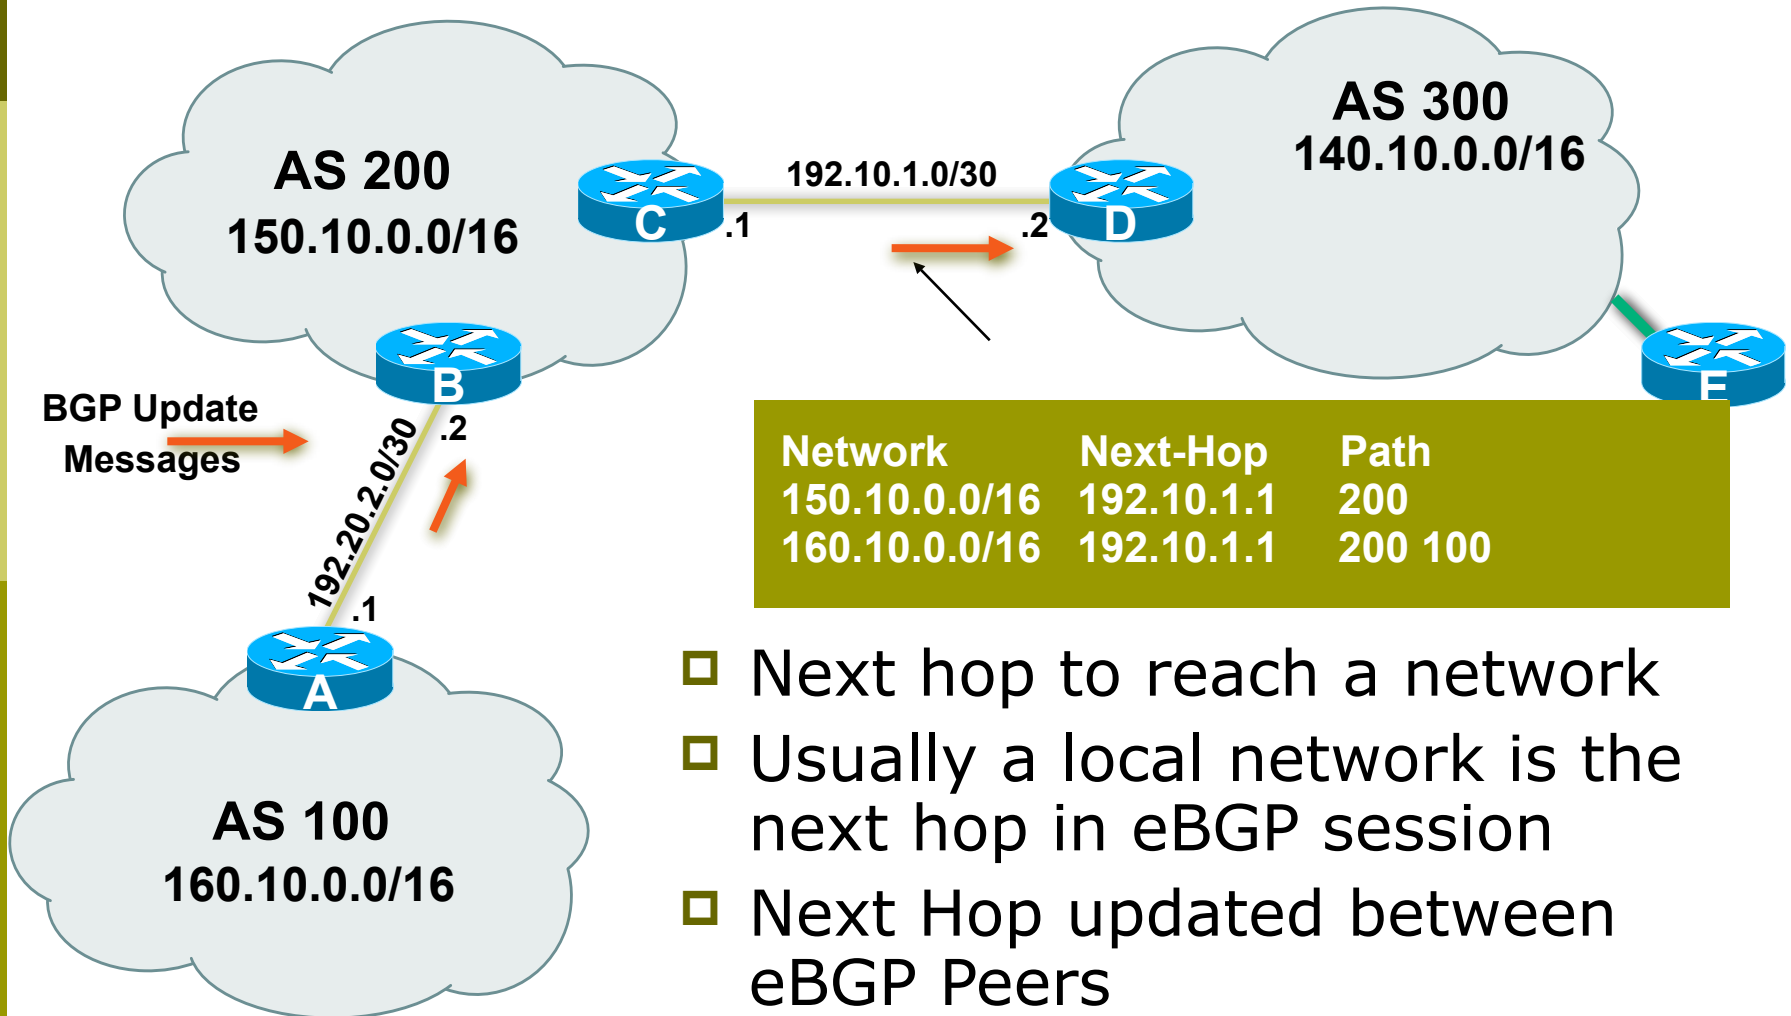 AS 200
150.10.0.0/16
AS 300
140.10.0.0/16
192.10.1.0/30
C
.1
.2
D
B
.2
E
BGP Update
Messages
192.20.2.0/30
.1
A
AS 100
160.10.0.0/16
Network Next-Hop Path
150.10.0.0/16 192.10.1.1 200
160.10.0.0/16 192.10.1.1 200 100
Next hop to reach a network
Usually a local network is the
next hop in eBGP session
Next Hop updated between
eBGP Peers